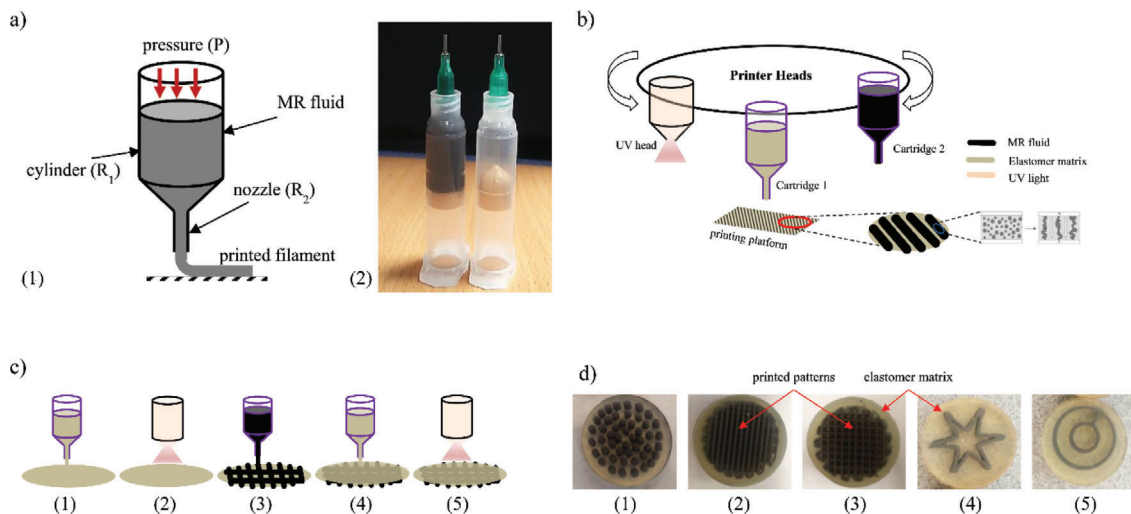 a)
pressure (P)
MR fluid
cylinder (R1)
nozzle (R2)
printed filament
(1)
(2)
b)
Printer Heads
UV head
Cartridge 1
Cartridge 2
MR fluid
Elastomer matrix
UV light
printing platform
c)
(1)
(2)
(3)
(4)
(5)
d)
printed patterns
elastomer matrix
(1)
(2)
(3)
(4)
(5)